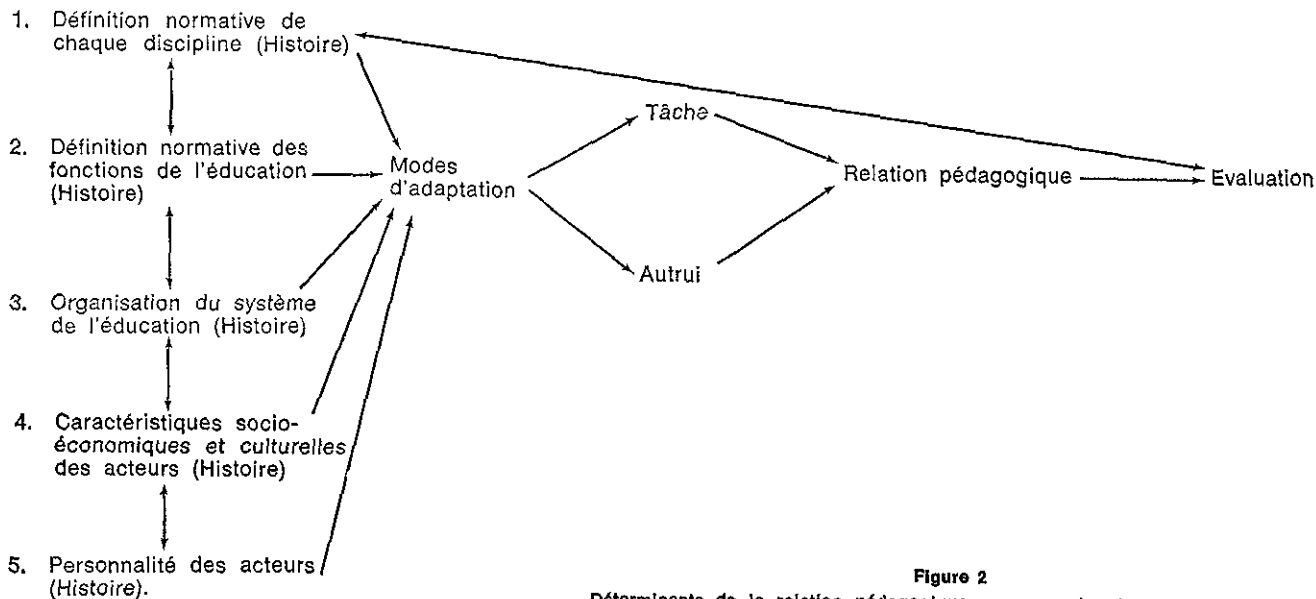 1. Définition normative de
chaque discipline (Histoire)
2. Définition normative des
fonctions de l'éducation
(Histoire)
3. Organisation du système
de l'éducation (Histoire)
4. Caractéristiques socio-
économiques et culturelles
des acteurs (Histoire)
5. Personnalité des acteurs
(Histoire).
Modes
d'adaptation
Tâche
Autrui
Relation pédagogique
Evaluation
Figure 2
Déterminants de la relation